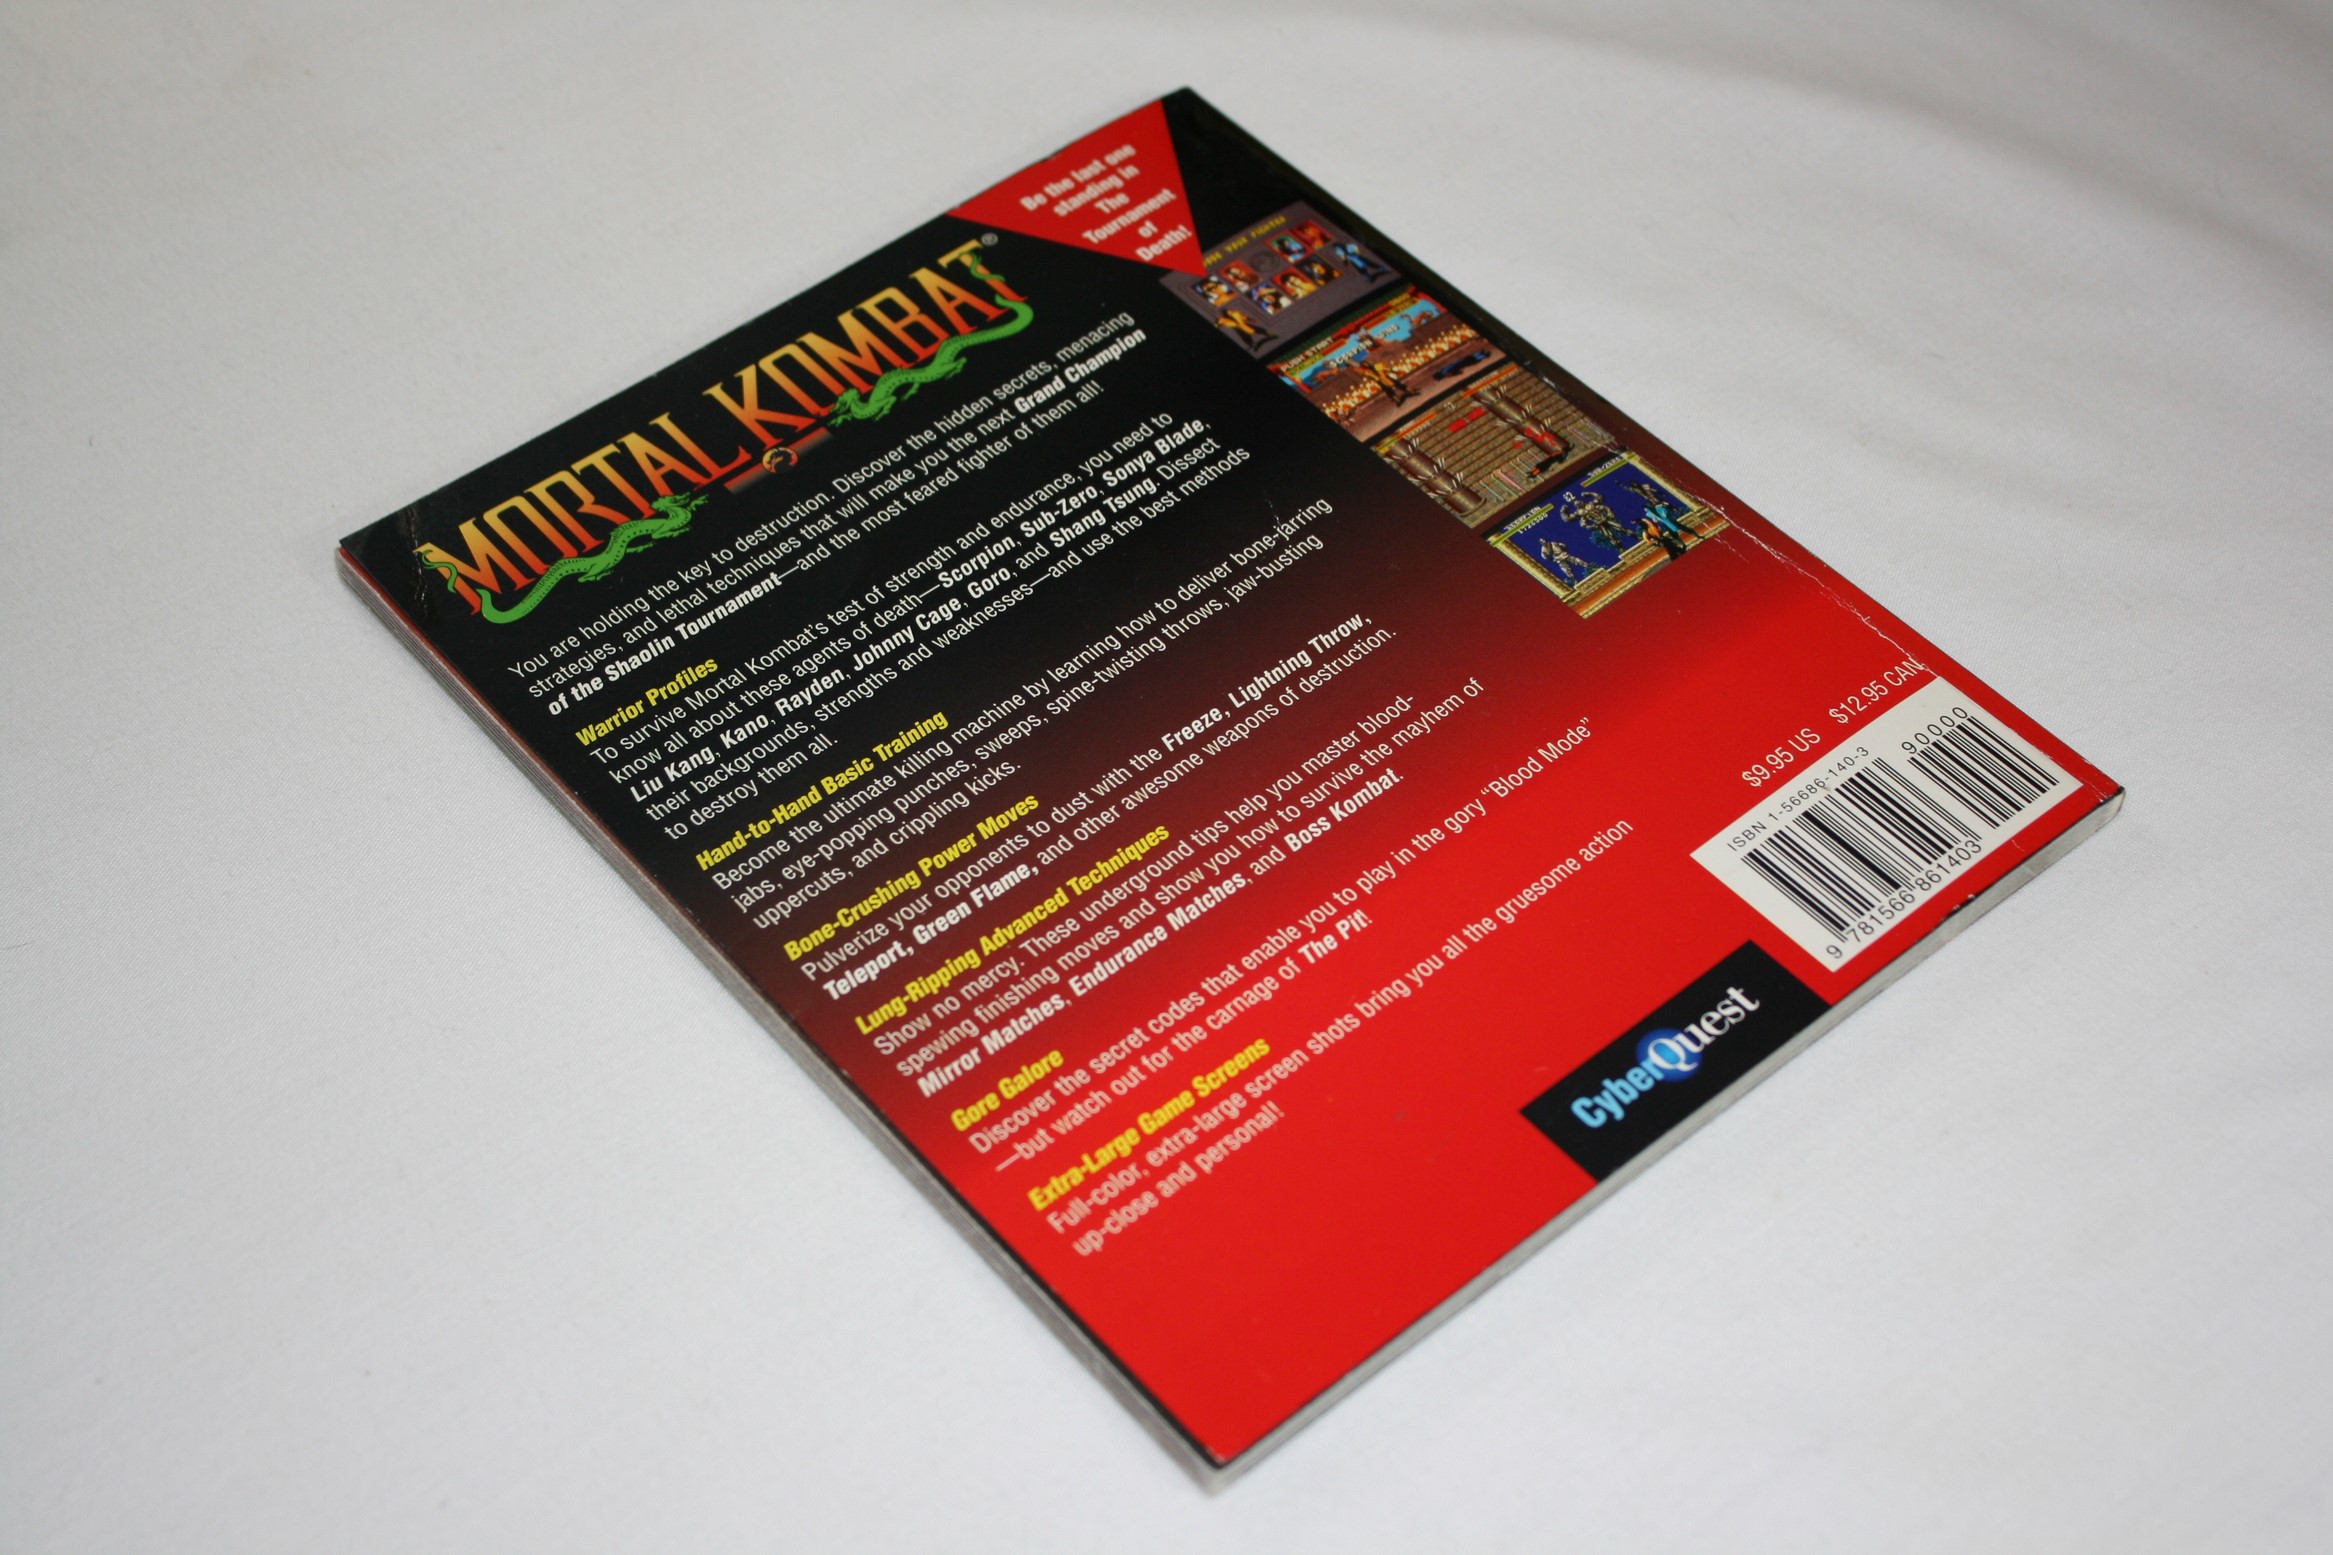 Be the last one
standing in
The
Tournament
of
Death!
MORTAL KOMBAT®
You are holding the key to destruction. Discover the hidden secrets, menacing
strategies, and lethal techniques that will make you the next Grand Champion
of the Shaolin Tournament—and the most feared fighter of them all!
Warrior Profiles
To survive Mortal Kombat's test of strength and endurance, you need to
know all about these agents of death—Scorpion, Sub-Zero, Sonya Blade,
Liu Kang, Kano, Rayden, Johnny Cage, Goro, and Shang Tsung. Dissect
their backgrounds, strengths and weaknesses—and use the best methods
to destroy them all.
Hand-to-Hand Basic Training
Become the ultimate killing machine by learning how to deliver bone-jarring
jabs, eye-popping punches, sweeps, spine-twisting throws, jaw-busting
uppercuts, and crippling kicks.
Bone-Crushing Power Moves
Pulverize your opponents to dust with the Freeze, Lightning Throw,
Teleport, Green Flame, and other awesome weapons of destruction.
Lung-Ripping Advanced Techniques
Show no mercy. These underground tips help you master blood-
spewing finishing moves and show you how to survive the mayhem of
Mirror Matches, Endurance Matches, and Boss Kombat.
Gore Galore
Discover the secret codes that enable you to play in the gory "Blood Mode"
—but watch out for the carnage of The Pit!
Extra-Large Game Screens
Full-color, extra-large screen shots bring you all the gruesome action
up-close and personal!
YOUR FIGHTER
SCORPION
$9.95 US $12.95 CAN
ISBN 1-56686-140-3
90000
9 781566 861403
CyberQuest